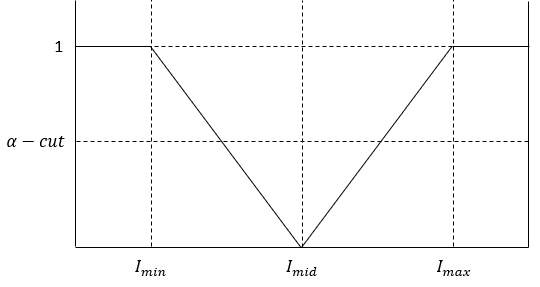 1
α − cut
I_min I_mid I_max